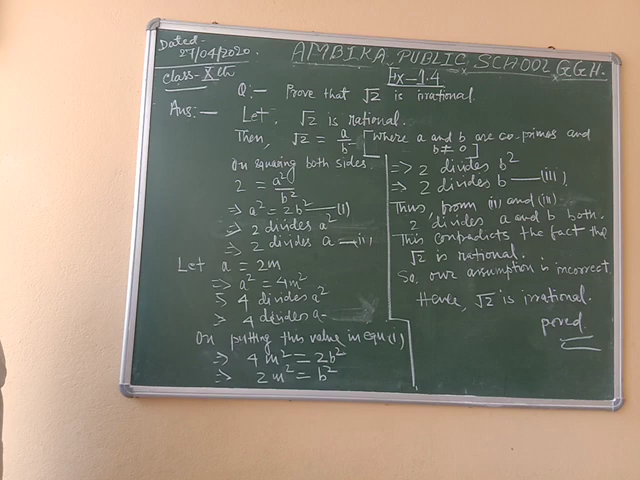 Dated-
27/04/2020.
AMBIKA PUBLIC SCHOOL G.G.H.
Class-Xth
Ex-1.4
Q:- Prove that √2 is irrational.
Ans:- Let, √2 is rational.
Then, √2 = a/b [where a and b are co-primes and
b ≠ 0]
On squaring both sides.
2 = a²/b²
=> a² = 2b² —(i)
=> 2 divides a²
=> 2 divides a —(ii)
Let a = 2m
=> a² = 4m²
> 4 divides a²
> 4 divides a
On putting this value in equ(i)
=> 4m² = 2b²
=> 2m² = b²
=> 2 divides b²
=> 2 divides b —(iii)
Thus, from (ii) and (iii)
2 divides a and b both.
This contradicts the fact the
√2 is rational.
So, our assumption is incorrect
Hence, √2 is irrational.
proved